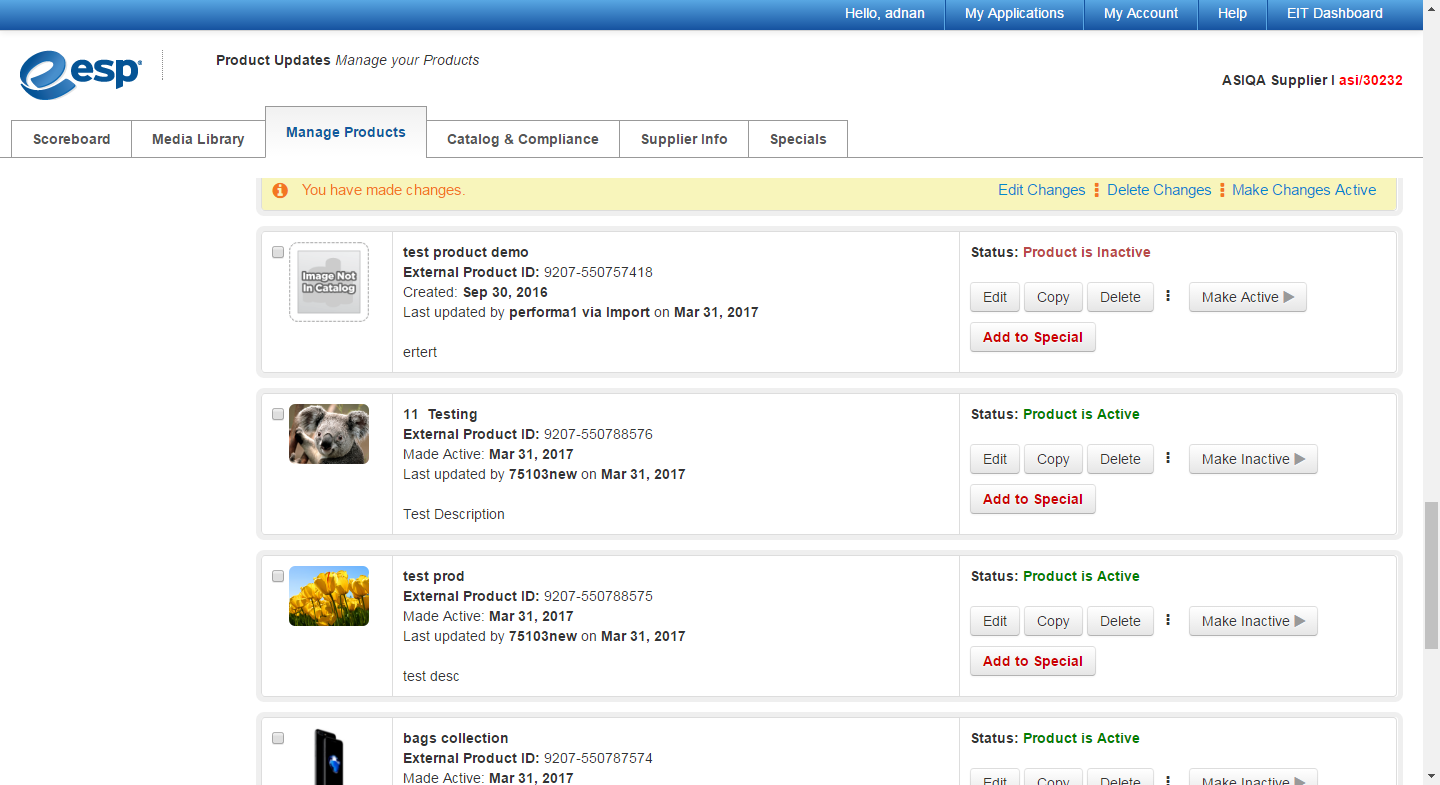 Hello, adnan My Applications My Account Help EIT Dashboard
esp
Product Updates Manage your Products
ASIQA Supplier I asi/30232
Scoreboard Media Library Manage Products Catalog & Compliance Supplier Info Specials
You have made changes. Edit Changes Delete Changes Make Changes Active
Image Not In Catalog
test product demo
External Product ID: 9207-550757418
Created: Sep 30, 2016
Last updated by performa1 via Import on Mar 31, 2017
ertert
Status: Product is Inactive
Edit Copy Delete Make Active
Add to Special
11 Testing
External Product ID: 9207-550788576
Made Active: Mar 31, 2017
Last updated by 75103new on Mar 31, 2017
Test Description
Status: Product is Active
Edit Copy Delete Make Inactive
Add to Special
test prod
External Product ID: 9207-550788575
Made Active: Mar 31, 2017
Last updated by 75103new on Mar 31, 2017
test desc
Status: Product is Active
Edit Copy Delete Make Inactive
Add to Special
bags collection
External Product ID: 9207-550787574
Made Active: Mar 31, 2017
Status: Product is Active
Edit Copy Delete Make Inactive